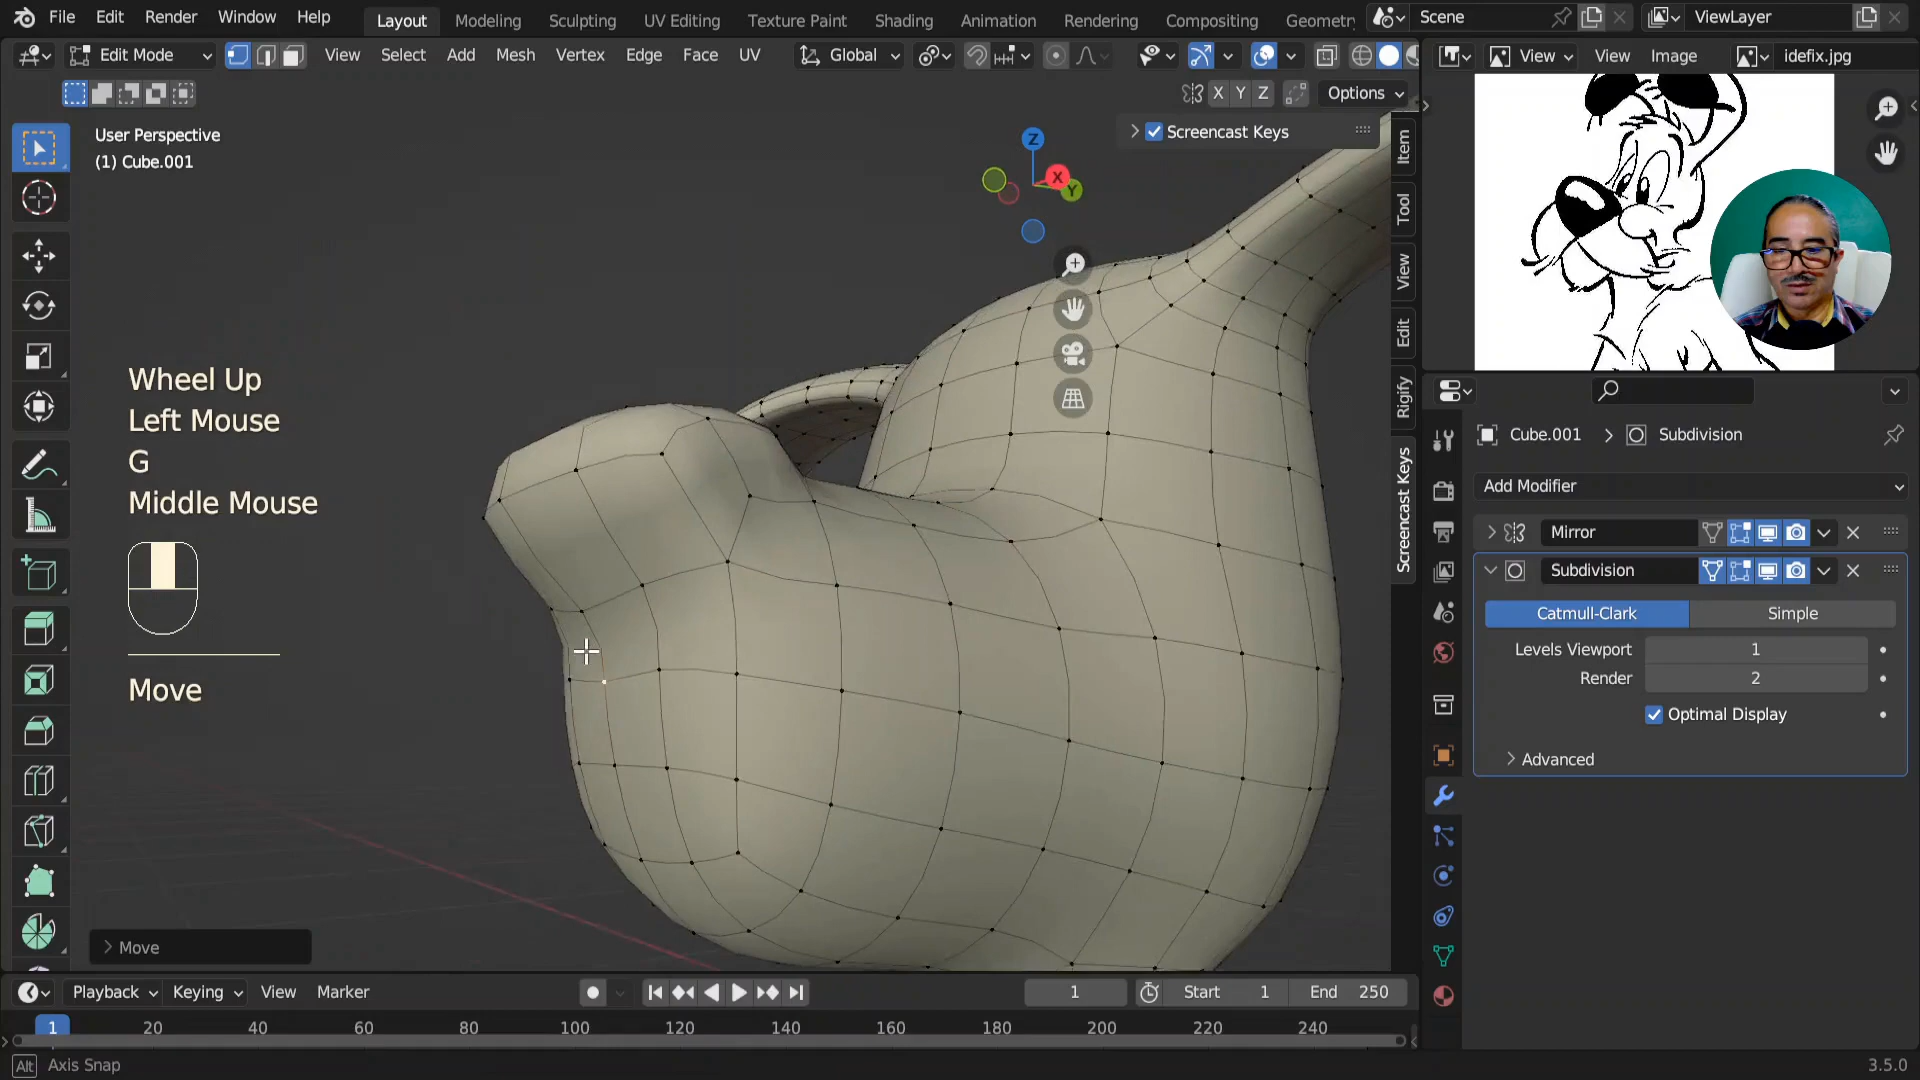 File Edit Render Window Help Layout Modeling Sculpting UV Editing Texture Paint Shading Animation Rendering Compositing Geometr Scene ViewLayer
Edit Mode View Select Add Mesh Vertex Edge Face UV Global View View Image idefix.jpg
X Y Z Options
User Perspective
(1) Cube.001
Screencast Keys
Z
X
Y
Item
Tool
View
Edit
Rigify
Screencast Keys
Wheel Up
Left Mouse
G
Middle Mouse
Move
Move
Cube.001 Subdivision
Add Modifier
Mirror
Subdivision
Catmull-Clark Simple
Levels Viewport 1
Render 2
Optimal Display
Advanced
Playback Keying View Marker 1 Start 1 End 250
1 20 40 60 80 100 120 140 160 180 200 220 240
Alt Axis Snap 3.5.0